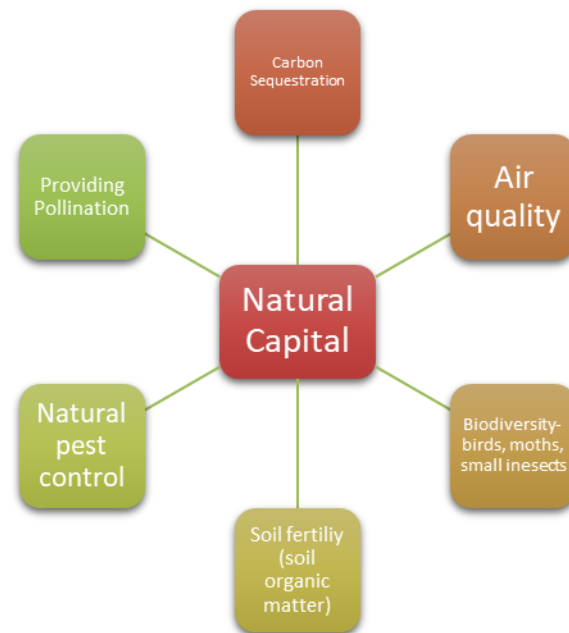 Carbon
Sequestration
Providing
Pollination
Air
quality
Natural
Capital
Natural
pest
control
Biodiversity-
birds, moths,
small inesects
Soil fertiliy
(soil
organic
matter)